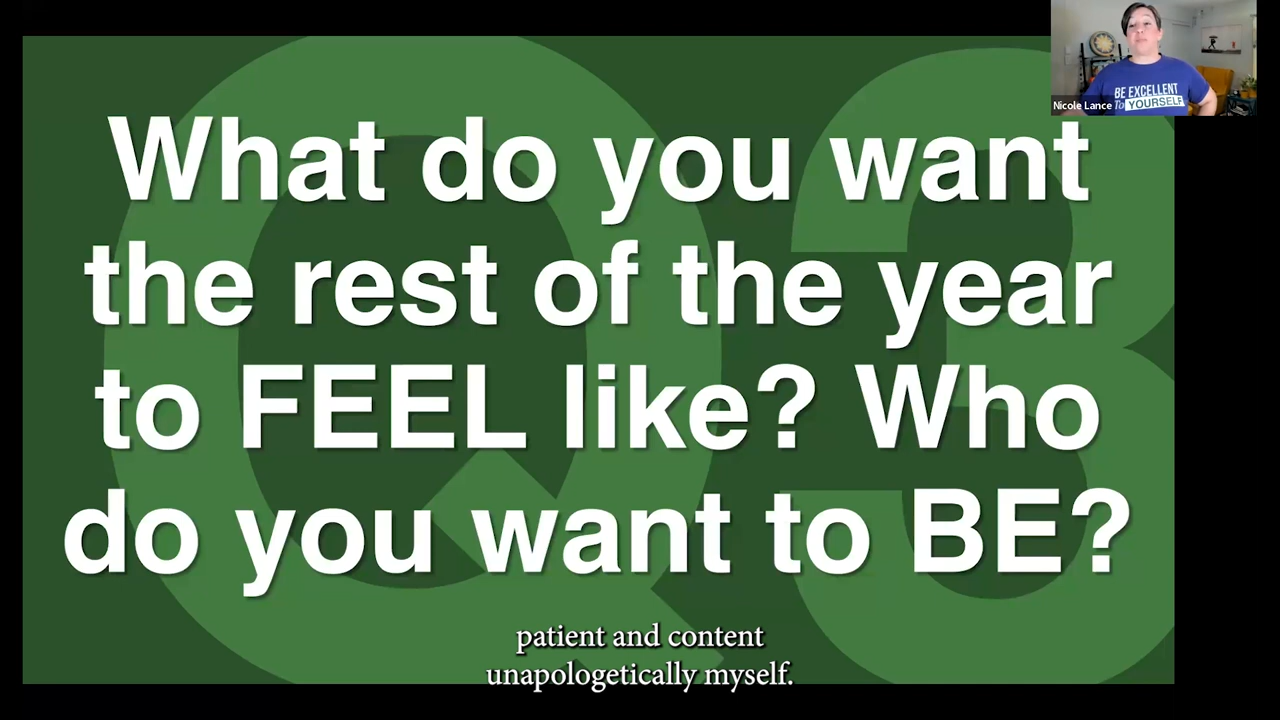 BE EXCELLENT
To YOURSELF
Nicole Lance
What do you want
the rest of the year
to FEEL like? Who
do you want to BE?
Q3
patient and content
unapologetically myself.